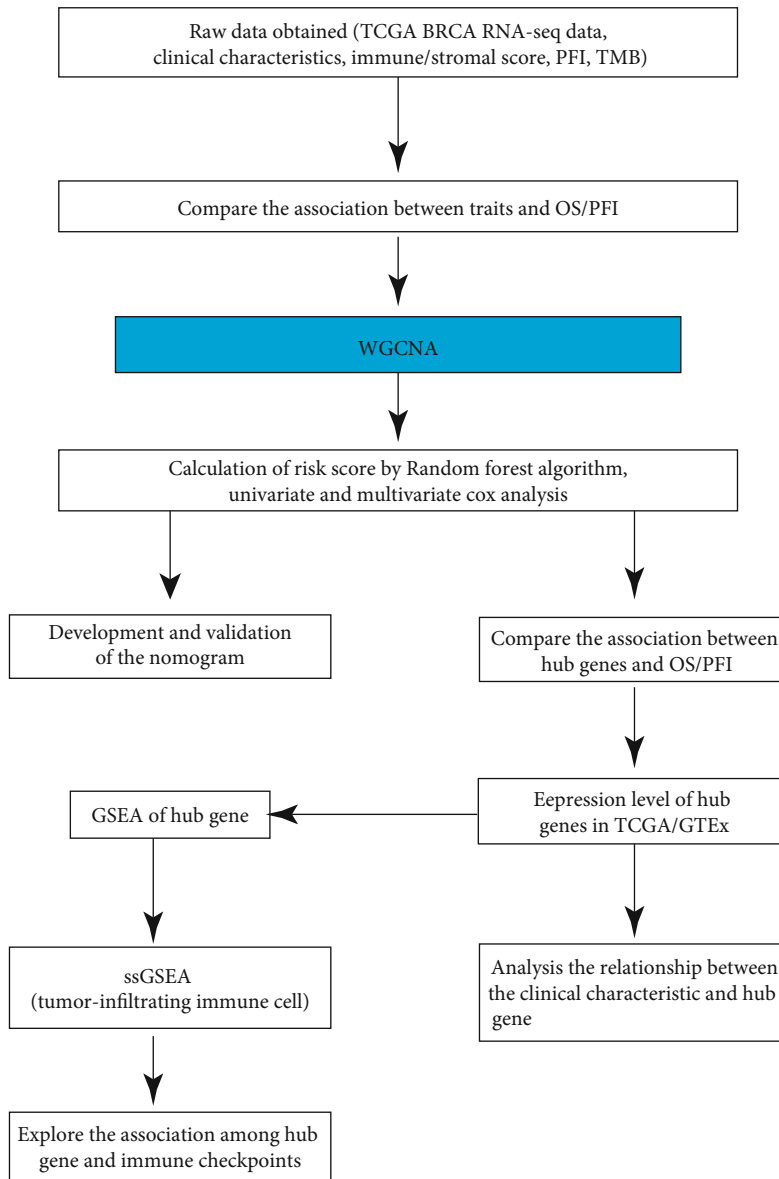 Raw data obtained (TCGA BRCA RNA-seq data,
clinical characteristics, immune/stromal score, PFI, TMB)
Compare the association between traits and OS/PFI
WGCNA
Calculation of risk score by Random forest algorithm,
univariate and multivariate cox analysis
Development and validation
of the nomogram
Compare the association between
hub genes and OS/PFI
GSEA of hub gene
Eepression level of hub
genes in TCGA/GTEx
ssGSEA
(tumor-infiltrating immune cell)
Analysis the relationship between
the clinical characteristic and hub
gene
Explore the association among hub
gene and immune checkpoints